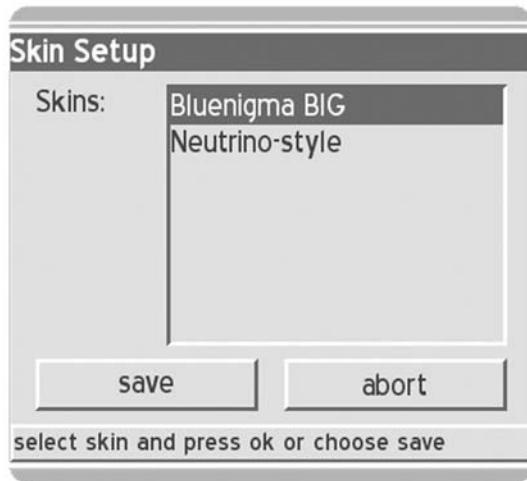 Skin Setup
Skins:
Bluenigma BIG
Neutrino-style
save
abort
select skin and press ok or choose save